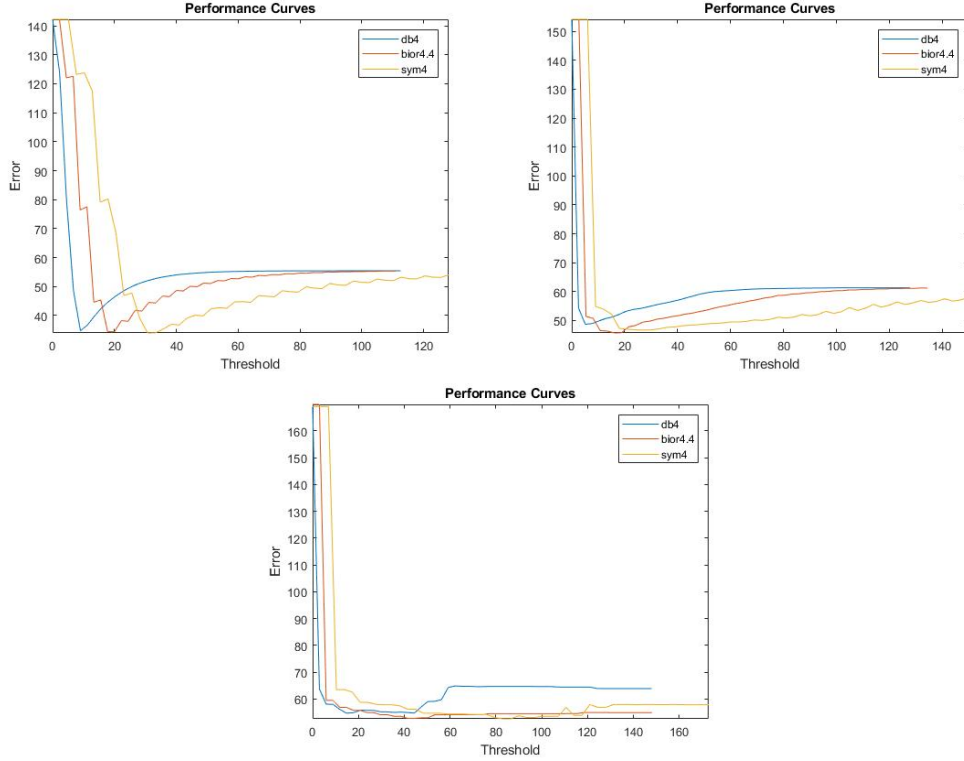 Performance Curves
140
130
120
110
100
90
80
70
60
50
40
Error
db4
bior4.4
sym4
0 20 40 60 80 100 120
Threshold
Performance Curves
150
140
130
120
110
100
90
80
70
60
50
Error
db4
bior4.4
sym4
0 20 40 60 80 100 120 140
Threshold
Performance Curves
160
150
140
130
120
110
100
90
80
70
60
Error
db4
bior4.4
sym4
0 20 40 60 80 100 120 140 160
Threshold